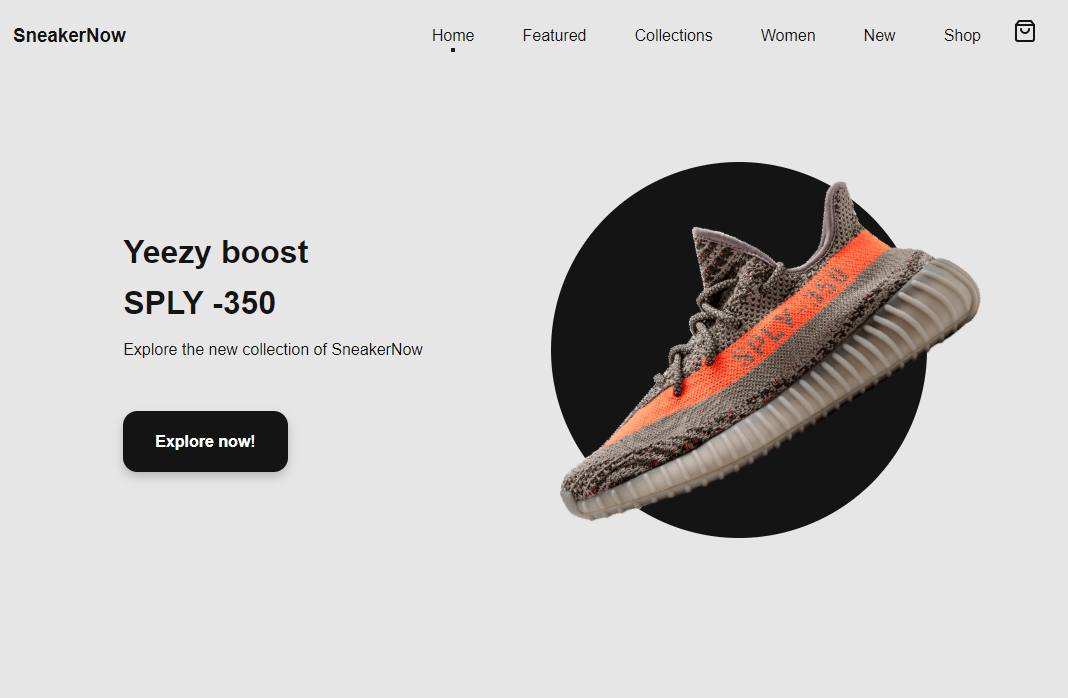 SneakerNow
Home Featured Collections Women New Shop
Yeezy boost
SPLY -350
Explore the new collection of SneakerNow
Explore now!
SPLY-350